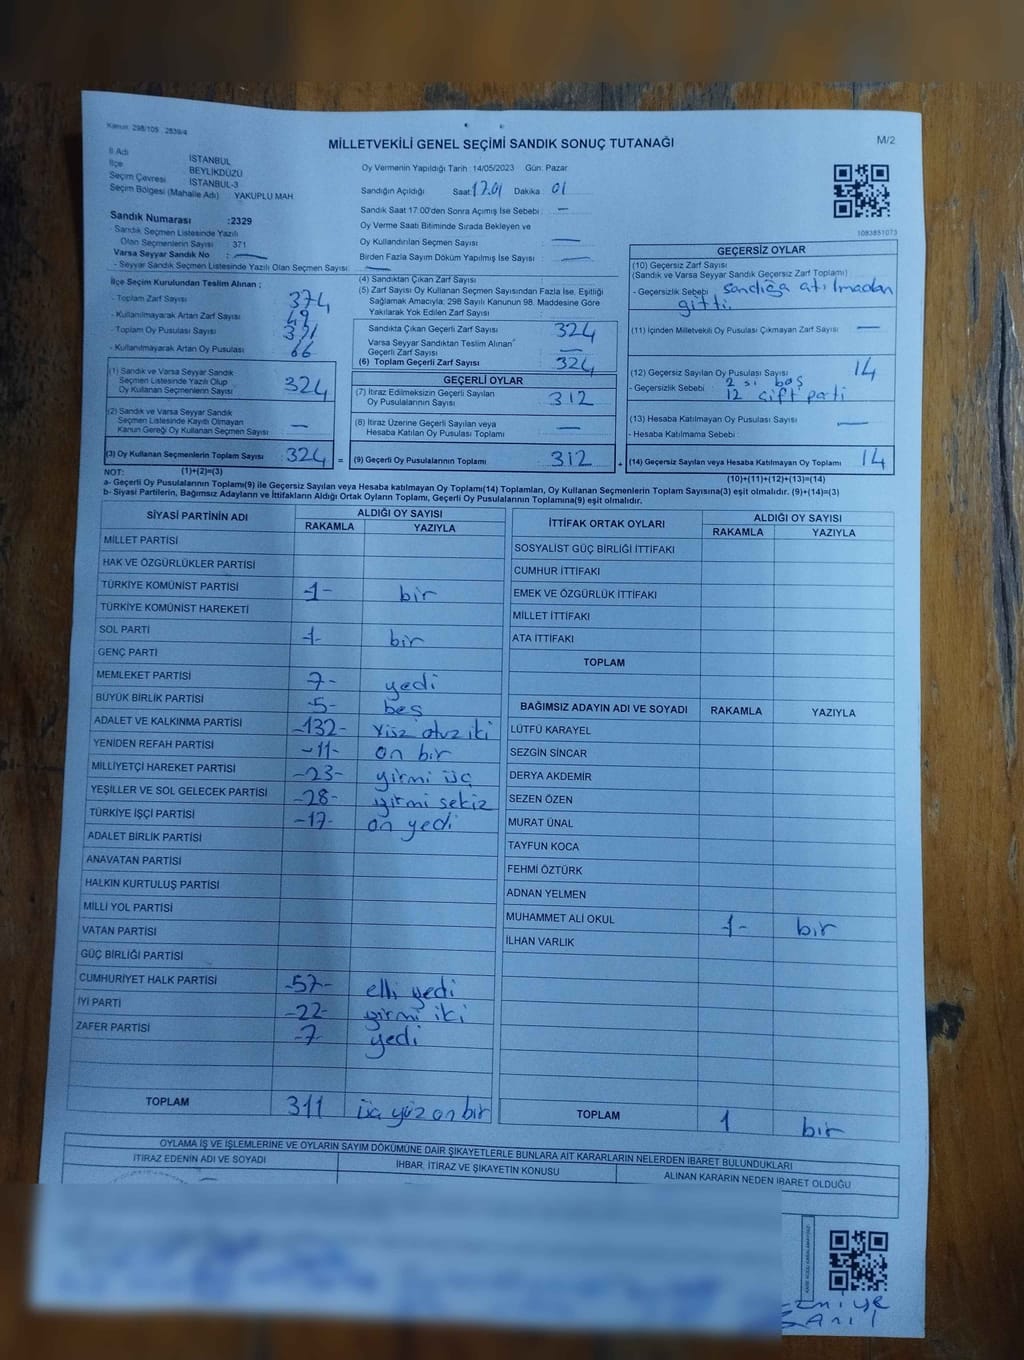 Kanun: 298/105 2839/4
MİLLETVEKİLİ GENEL SEÇİMİ SANDIK SONUÇ TUTANAĞI
M/2
İl Adı İSTANBUL
İlçe BEYLİKDÜZÜ
Seçim Çevresi İSTANBUL-3
Seçim Bölgesi (Mahalle Adı) YAKUPLU MAH
Sandık Numarası :2329
- Sandık Seçmen Listesinde Yazılı
Olan Seçmenlerin Sayısı : 371
Varsa Seyyar Sandık No : —
- Seyyar Sandık Seçmen Listesinde Yazılı Olan Seçmen Sayısı: —
Oy Vermenin Yapıldığı Tarih :14/05/2023 Gün: Pazar
Sandığın Açıldığı Saat 17.01 Dakika 01
Sandık Saat 17:00'den Sonra Açılmış İse Sebebi : —
Oy Verme Saati Bitiminde Sırada Bekleyen ve
Oy Kullandırılan Seçmen Sayısı : —
Birden Fazla Sayım Döküm Yapılmış İse Sayısı : —
1083851073
İlçe Seçim Kurulundan Teslim Alınan ;
- Toplam Zarf Sayısı 374
- Kullanılmayarak Artan Zarf Sayısı 49
- Toplam Oy Pusulası Sayısı
- Kullanılmayarak Artan Oy Pusulası 66
(1) Sandık ve Varsa Seyyar Sandık
Seçmen Listesinde Yazılı Olup
Oy Kullanan Seçmenlerin Sayısı : 324
(2) Sandık ve Varsa Seyyar Sandık
Seçmen Listesinde Kayıtlı Olmayan
Kanun Gereği Oy Kullanan Seçmen Sayısı : —
(3) Oy Kullanan Seçmenlerin Toplam Sayısı 324 =
(4) Sandıktan Çıkan Zarf Sayısı
(5) Zarf Sayısı Oy Kullanan Seçmen Sayısından Fazla İse, Eşitliği
Sağlamak Amacıyla; 298 Sayılı Kanunun 98. Maddesine Göre
Yakılarak Yok Edilen Zarf Sayısı :
Sandıkta Çıkan Geçerli Zarf Sayısı 324
Varsa Seyyar Sandıktan Teslim Alınan
Geçerli Zarf Sayısı —
(6) Toplam Geçerli Zarf Sayısı 324
GEÇERLİ OYLAR
(7) İtiraz Edilmeksizin Geçerli Sayılan
Oy Pusulalarının Sayısı : 312
(8) İtiraz Üzerine Geçerli Sayılan veya
Hesaba Katılan Oy Pusulası Toplamı : —
(9) Geçerli Oy Pusulalarının Toplamı 312 +
GEÇERSİZ OYLAR
(10) Geçersiz Zarf Sayısı
(Sandık ve Varsa Seyyar Sandık Geçersiz Zarf Toplamı)
- Geçersizlik Sebebi : sandığa atılmadan
gitti.
(11) İçinden Milletvekili Oy Pusulası Çıkmayan Zarf Sayısı : —
(12) Geçersiz Sayılan Oy Pusulası Sayısı : 14
- Geçersizlik Sebebi : 2 si boş
12 çift parti
(13) Hesaba Katılmayan Oy Pusulası Sayısı : —
- Hesaba Katılmama Sebebi :
(14) Geçersiz Sayılan veya Hesaba Katılmayan Oy Toplamı 14
NOT: (1)+(2)=(3)
(10)+(11)+(12)+(13)=(14)
a- Geçerli Oy Pusulalarının Toplamı(9) ile Geçersiz Sayılan veya Hesaba katılmayan Oy Toplamı(14) Toplamları, Oy Kullanan Seçmenlerin Toplam Sayısına(3) eşit olmalıdır. (9)+(14)=(3)
b- Siyasi Partilerin, Bağımsız Adayların ve İttifakların Aldığı Ortak Oyların Toplamı, Geçerli Oy Pusulalarının Toplamına(9) eşit olmalıdır.
SİYASİ PARTİNİN ADI ALDIĞI OY SAYISI
RAKAMLA YAZIYLA
MİLLET PARTİSİ
HAK VE ÖZGÜRLÜKLER PARTİSİ
TÜRKİYE KOMÜNİST PARTİSİ -1- bir
TÜRKİYE KOMÜNİST HAREKETİ
SOL PARTİ -1- bir
GENÇ PARTİ
MEMLEKET PARTİSİ 7- yedi
BÜYÜK BİRLİK PARTİSİ -5- beş
ADALET VE KALKINMA PARTİSİ -132- yüz otuz iki
YENİDEN REFAH PARTİSİ -11- on bir
MİLLİYETÇİ HAREKET PARTİSİ -23- yirmi üç
YEŞİLLER VE SOL GELECEK PARTİSİ -28- yirmi sekiz
TÜRKİYE İŞÇİ PARTİSİ -17- on yedi
ADALET BİRLİK PARTİSİ
ANAVATAN PARTİSİ
HALKIN KURTULUŞ PARTİSİ
MİLLİ YOL PARTİSİ
VATAN PARTİSİ
GÜÇ BİRLİĞİ PARTİSİ
CUMHURİYET HALK PARTİSİ -57- elli yedi
İYİ PARTİ -22- yirmi iki
ZAFER PARTİSİ -7- yedi
TOPLAM 311 üç yüz on bir
İTTİFAK ORTAK OYLARI ALDIĞI OY SAYISI
RAKAMLA YAZIYLA
SOSYALİST GÜÇ BİRLİĞİ İTTİFAKI
CUMHUR İTTİFAKI
EMEK VE ÖZGÜRLÜK İTTİFAKI
MİLLET İTTİFAKI
ATA İTTİFAKI
TOPLAM
BAĞIMSIZ ADAYIN ADI VE SOYADI RAKAMLA YAZIYLA
LÜTFÜ KARAYEL
SEZGİN SİNCAR
DERYA AKDEMİR
SEZEN ÖZEN
MURAT ÜNAL
TAYFUN KOCA
FEHMİ ÖZTÜRK
ADNAN YELMEN
MUHAMMET ALİ OKUL -1- bir
İLHAN VARLIK
TOPLAM 1 bir
OYLAMA İŞ VE İŞLEMLERİNE VE OYLARIN SAYIM DÖKÜMÜNE DAİR ŞİKAYETLERLE BUNLARA AİT KARARLARIN NELERDEN İBARET BULUNDUKLARI
İTİRAZ EDENİN ADI VE SOYADI
İHBAR, İTİRAZ VE ŞİKAYETİN KONUSU
ALINAN KARARIN NEDEN İBARET OLDUĞU